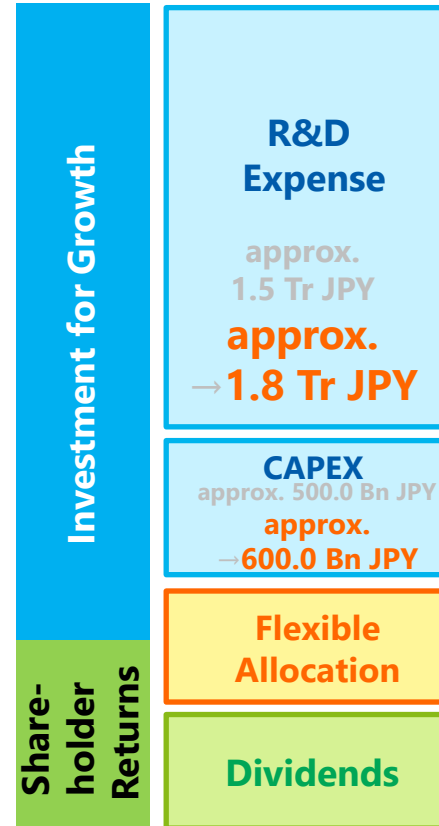 Investment for Growth
R&D
Expense
approx.
1.5 Tr JPY
approx.
→1.8 Tr JPY
CAPEX
approx. 500.0 Bn JPY
approx.
→600.0 Bn JPY
Flexible
Allocation
Share-
holder
Returns
Dividends